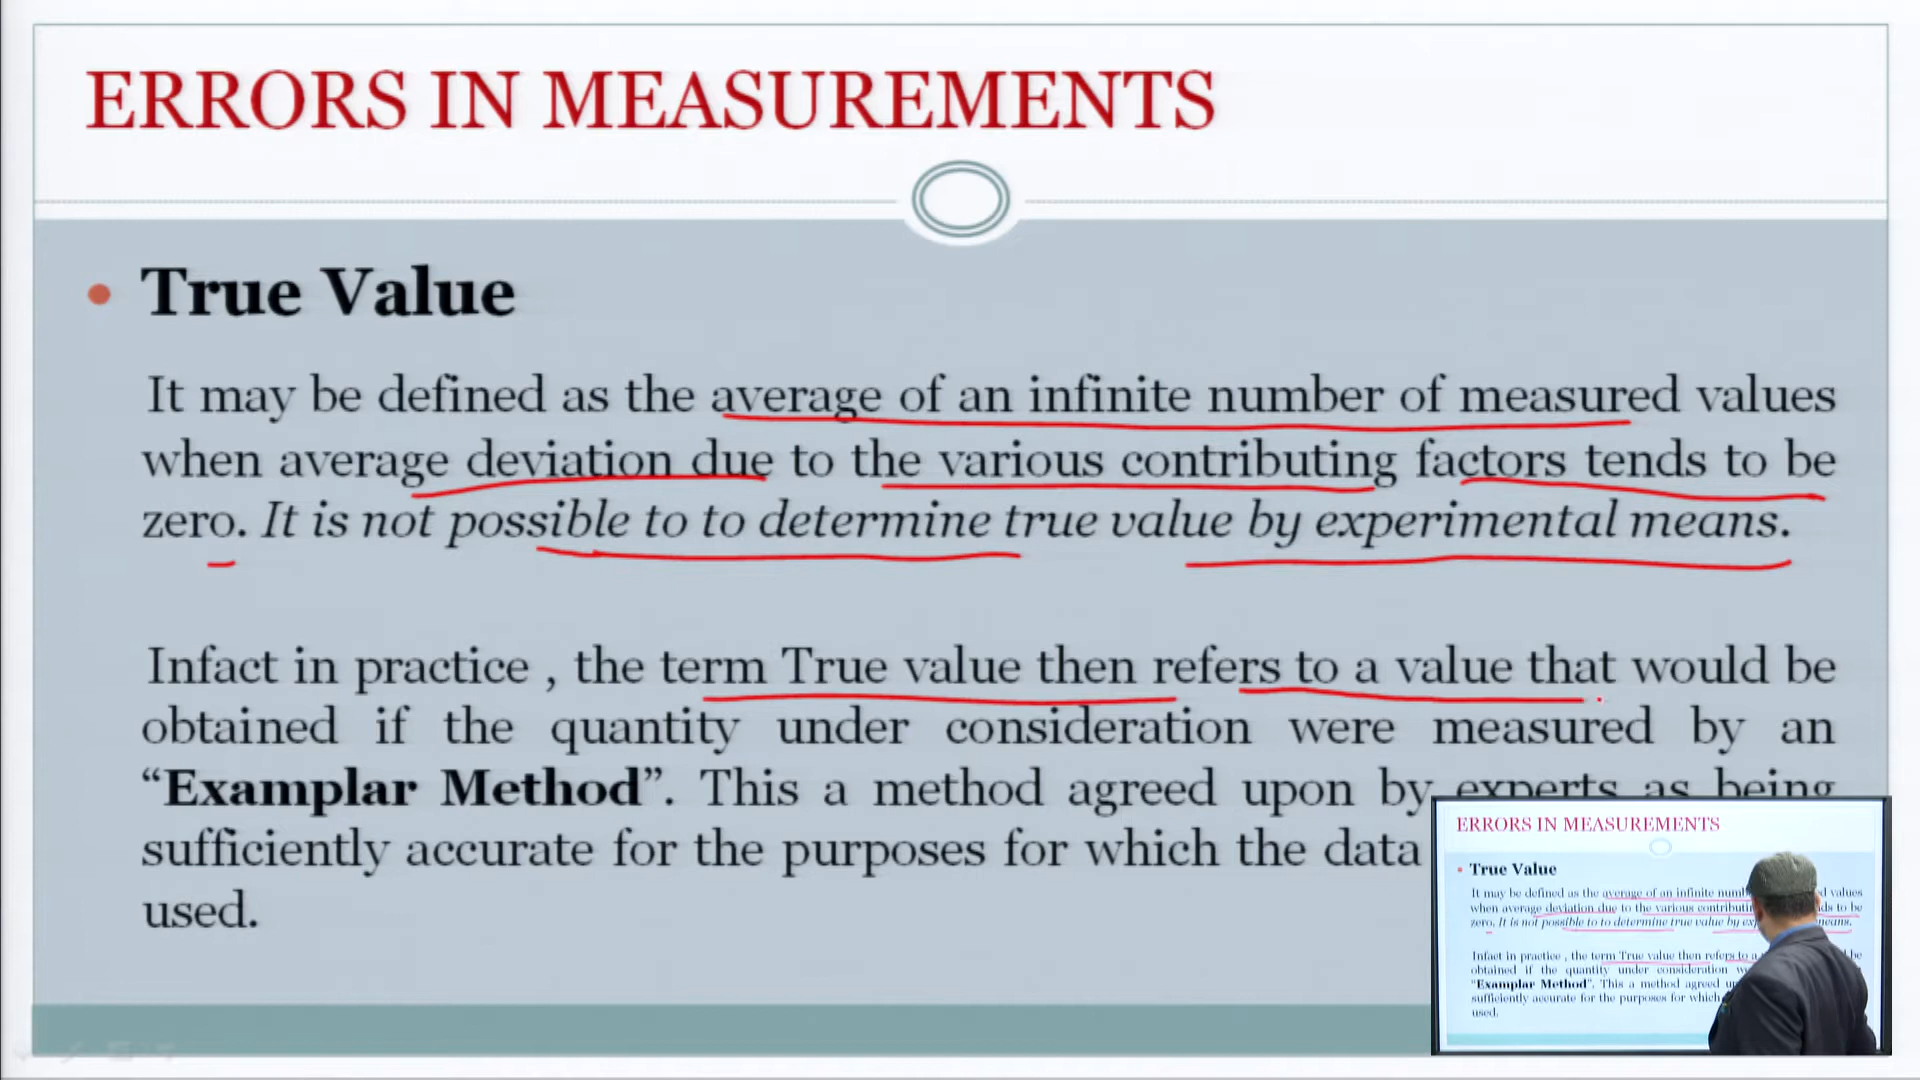 ERRORS IN MEASUREMENTS
• True Value
It may be defined as the average of an infinite number of measured values
when average deviation due to the various contributing factors tends to be
zero. It is not possible to to determine true value by experimental means.
Infact in practice , the term True value then refers to a value that would be
obtained if the quantity under consideration were measured by an
“Examplar Method”. This a method agreed upon by experts as being
sufficiently accurate for the purposes for which the data
used.
ERRORS IN MEASUREMENTS
• True Value
It may be defined as the average of an infinite values
when average deviation due to the various to be
zero. It is not possible to to determine true value by means.
Infact in practice , the term True value then refers to a be
obtained if the quantity under consideration
“Examplar Method”. This a method agreed
sufficiently accurate for the purposes for which
used.